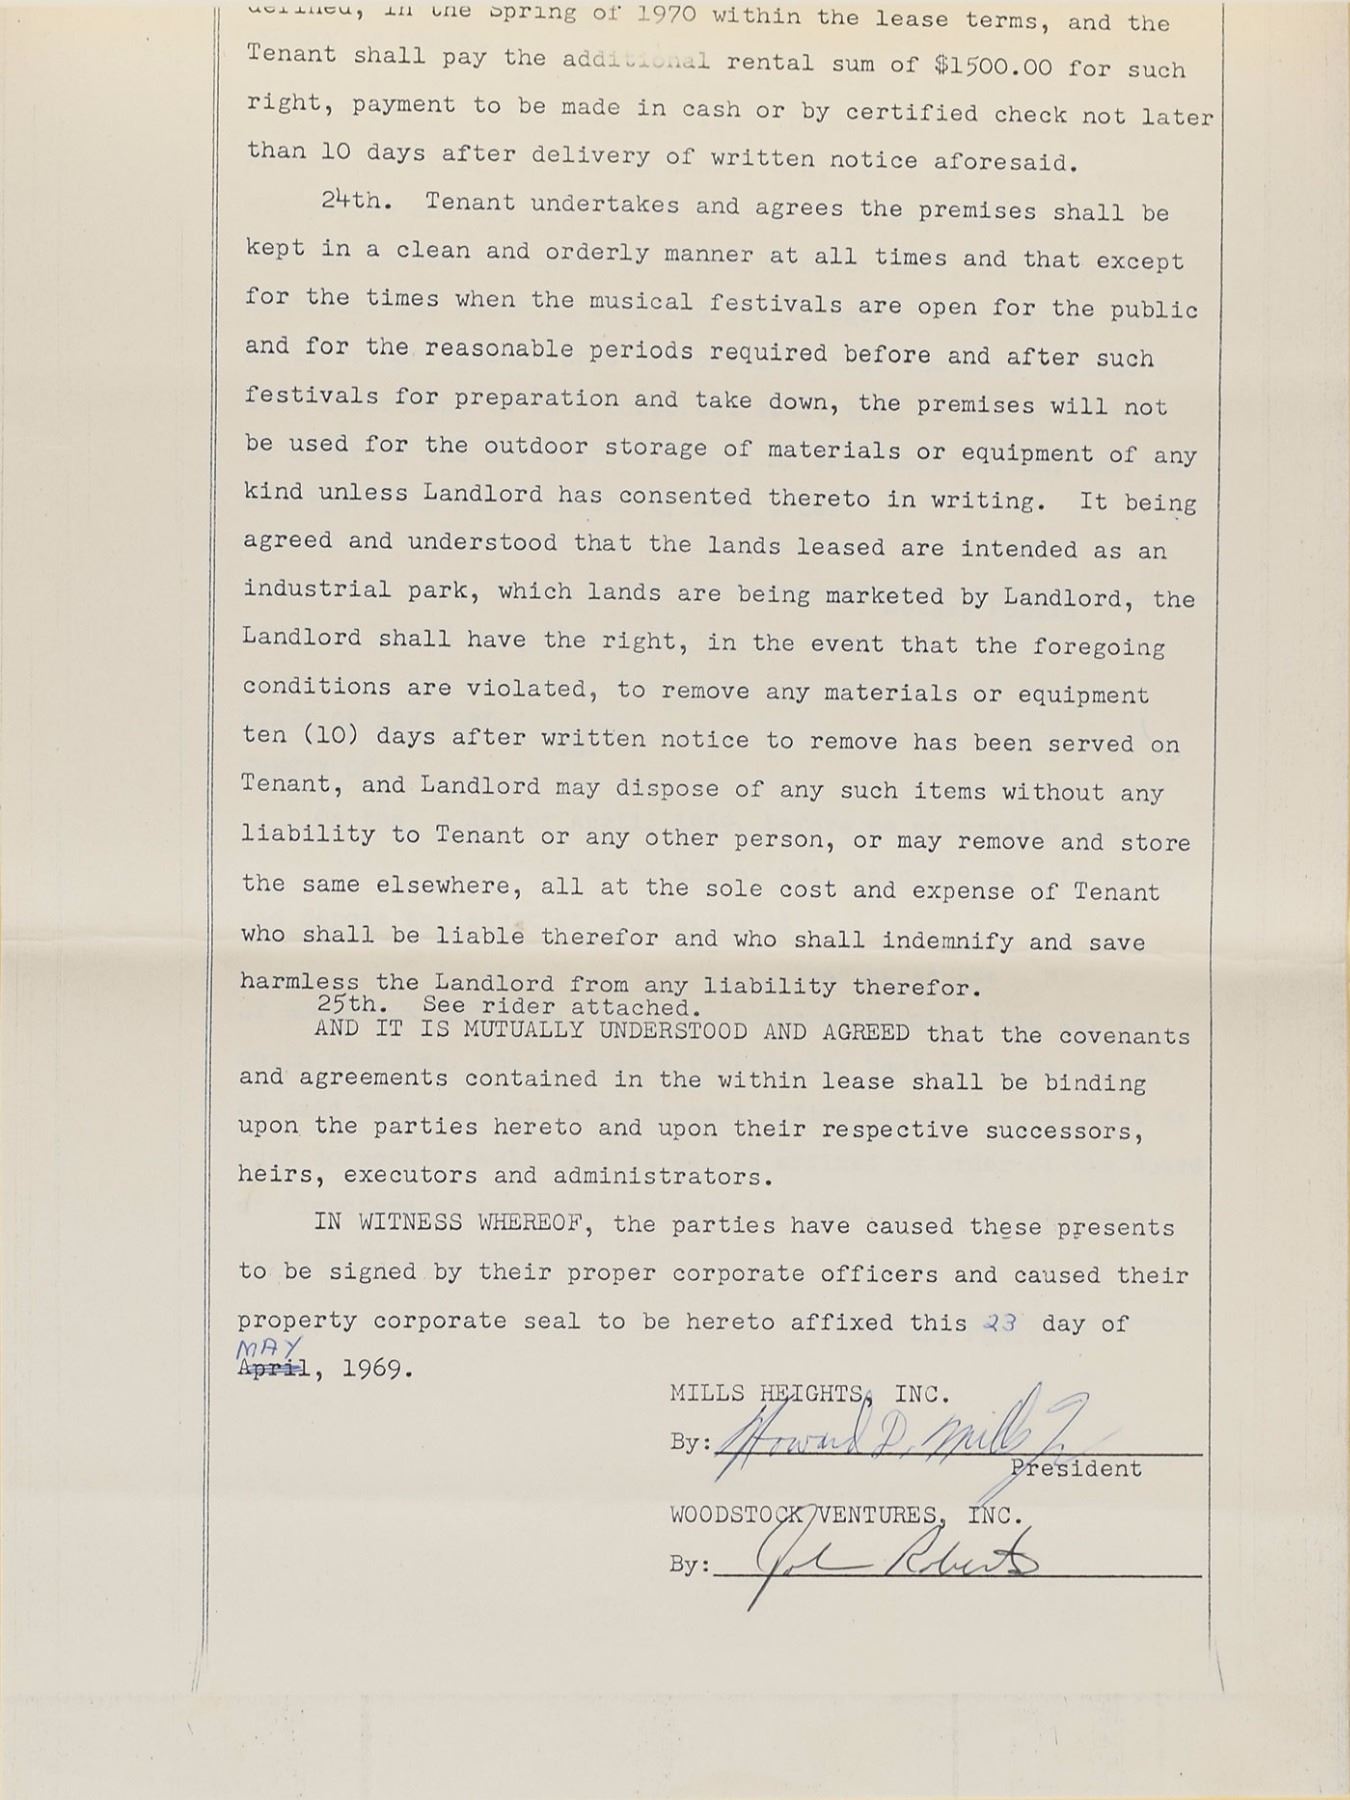 defined, in the Spring of 1970 within the lease terms, and the
Tenant shall pay the additional rental sum of $1500.00 for such
right, payment to be made in cash or by certified check not later
than 10 days after delivery of written notice aforesaid.
24th. Tenant undertakes and agrees the premises shall be
kept in a clean and orderly manner at all times and that except
for the times when the musical festivals are open for the public
and for the reasonable periods required before and after such
festivals for preparation and take down, the premises will not
be used for the outdoor storage of materials or equipment of any
kind unless Landlord has consented thereto in writing. It being
agreed and understood that the lands leased are intended as an
industrial park, which lands are being marketed by Landlord, the
Landlord shall have the right, in the event that the foregoing
conditions are violated, to remove any materials or equipment
ten (10) days after written notice to remove has been served on
Tenant, and Landlord may dispose of any such items without any
liability to Tenant or any other person, or may remove and store
the same elsewhere, all at the sole cost and expense of Tenant
who shall be liable therefor and who shall indemnify and save
harmless the Landlord from any liability therefor.
25th. See rider attached.
AND IT IS MUTUALLY UNDERSTOOD AND AGREED that the covenants
and agreements contained in the within lease shall be binding
upon the parties hereto and upon their respective successors,
heirs, executors and administrators.
IN WITNESS WHEREOF, the parties have caused these presents
to be signed by their proper corporate officers and caused their
property corporate seal to be hereto affixed this 23 day of
MAY
April, 1969.
MILLS HEIGHTS, INC.
By: Howard D. Mills Jr
President
WOODSTOCK VENTURES, INC.
By: John Roberts